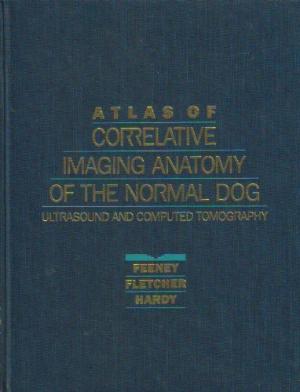 ATLAS OF
CORRELATIVE
IMAGING ANATOMY
OF THE NORMAL DOG
ULTRASOUND AND COMPUTED TOMOGRAPHY
FEENEY
FLETCHER
HARDY